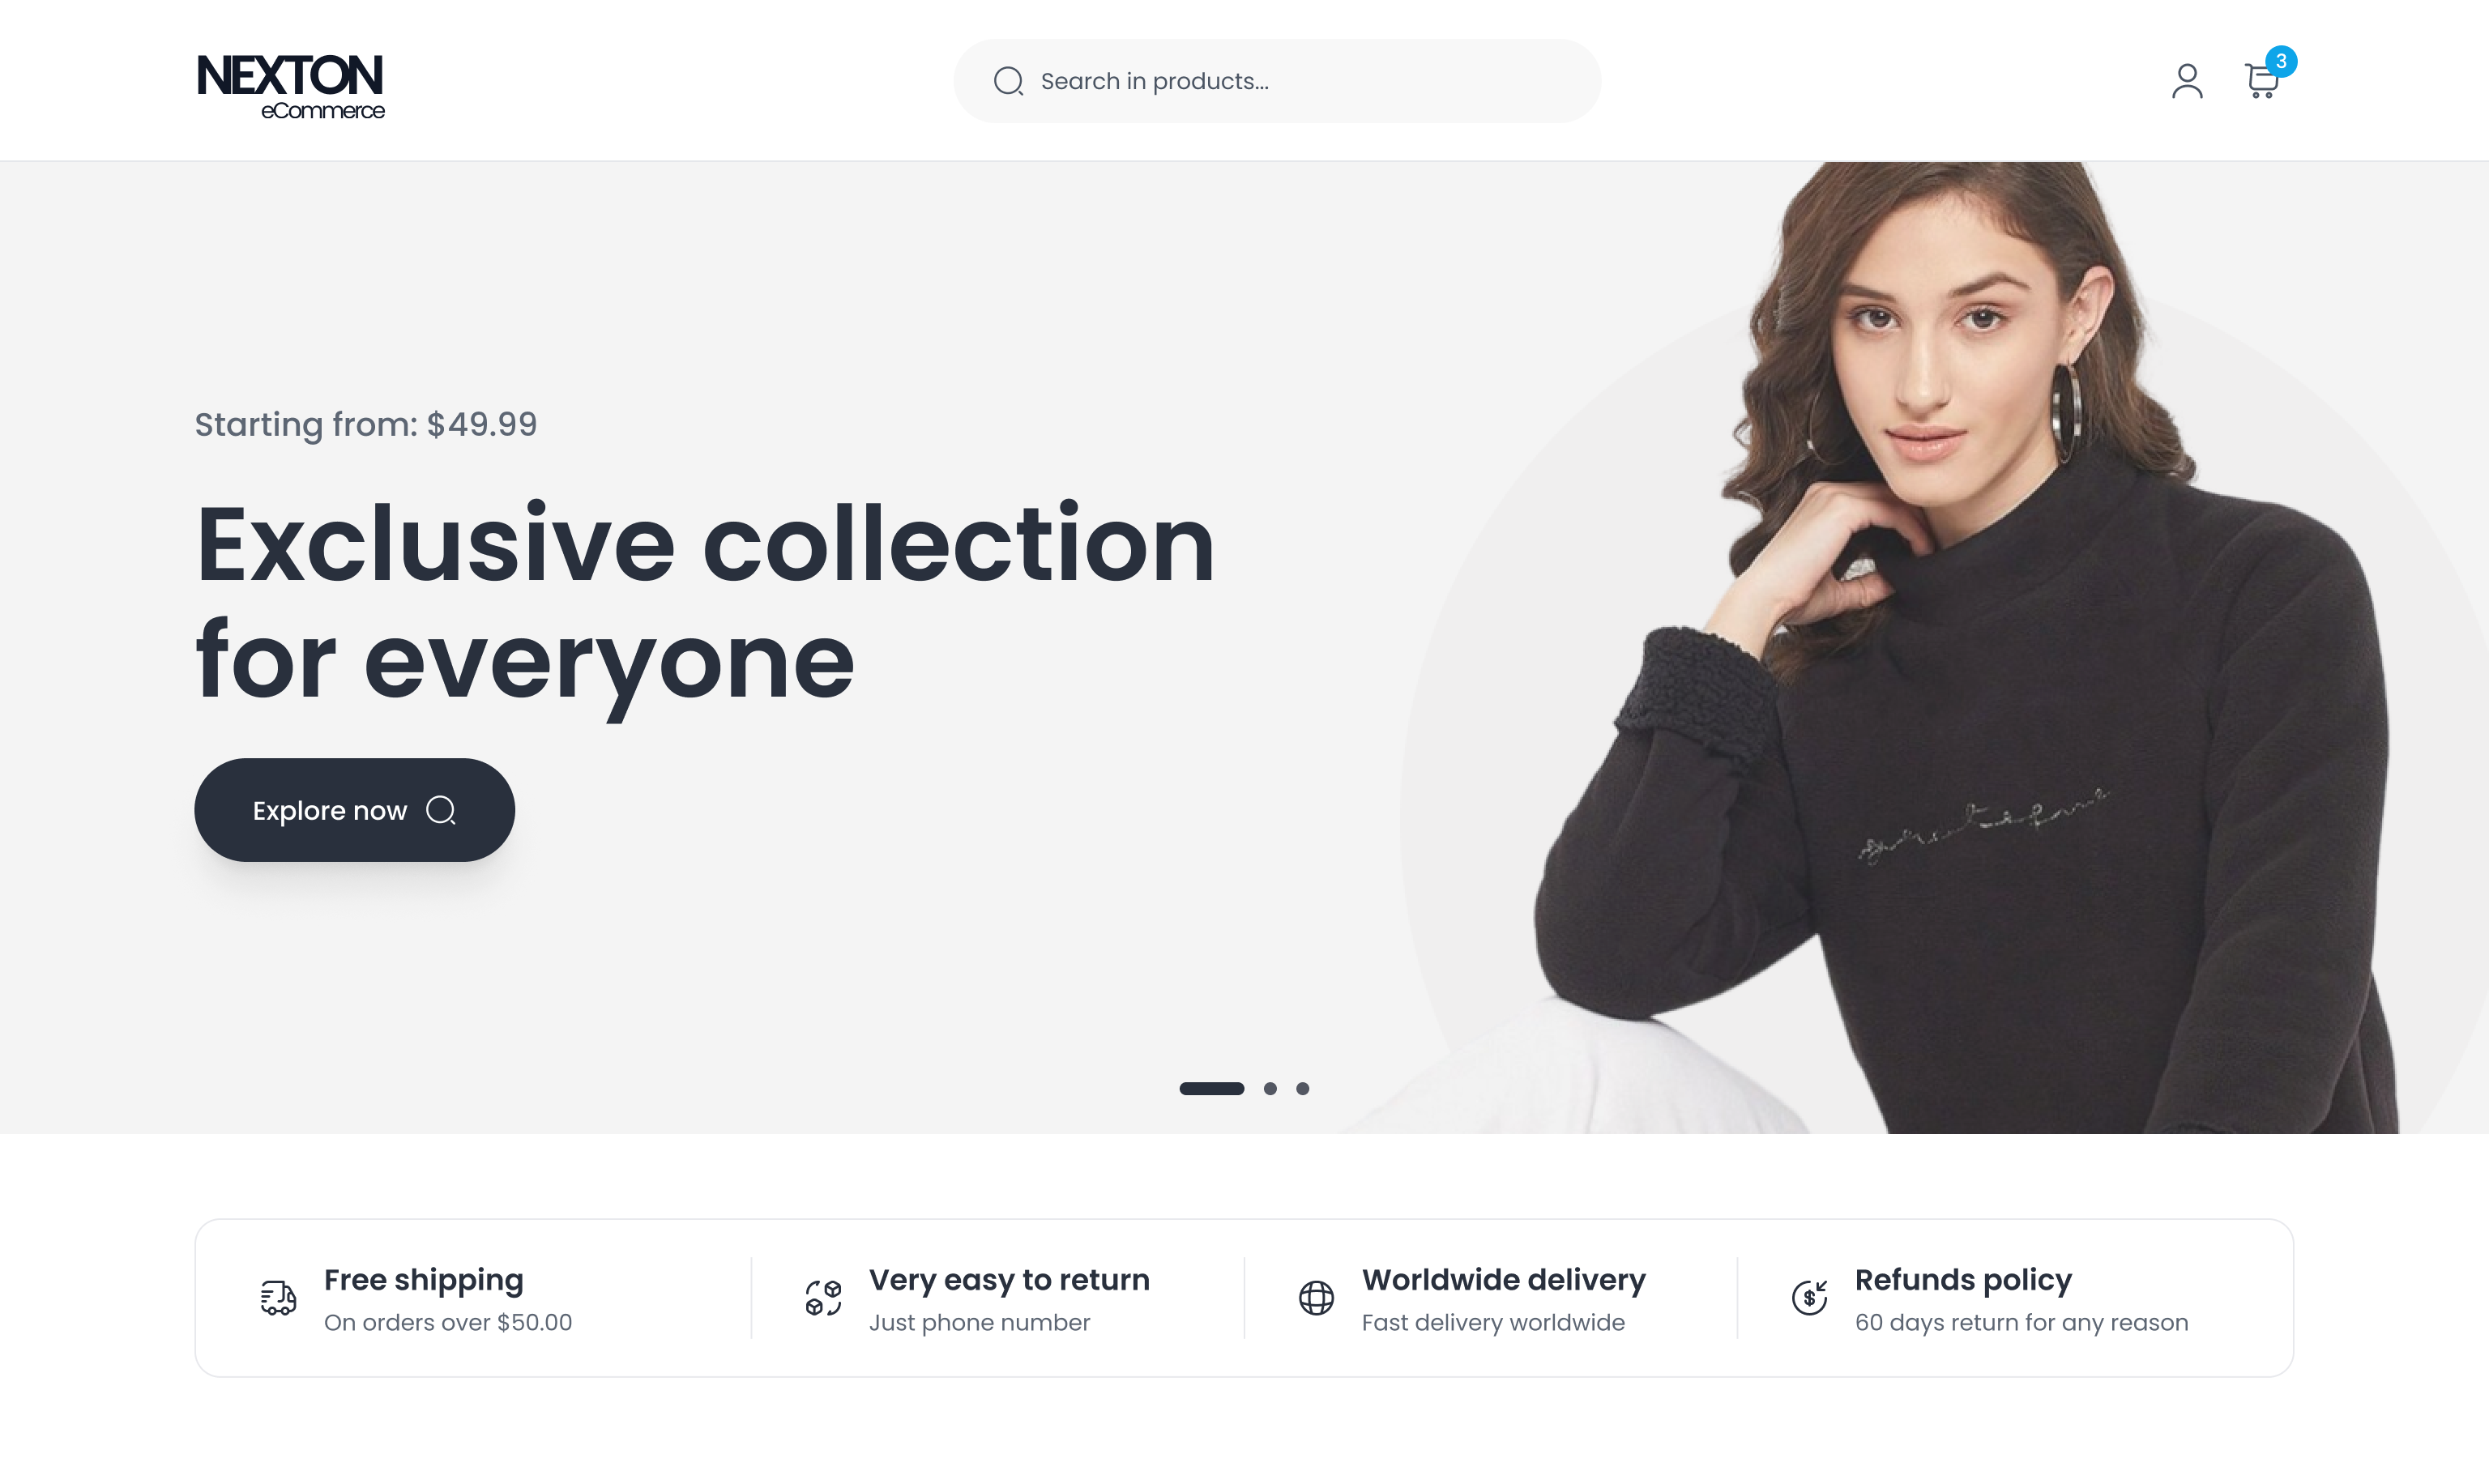 NEXTON
eCommerce
Search in products...
3
Starting from: $49.99
Exclusive collection
for everyone
Explore now
Free shipping
On orders over $50.00
Very easy to return
Just phone number
Worldwide delivery
Fast delivery worldwide
Refunds policy
60 days return for any reason